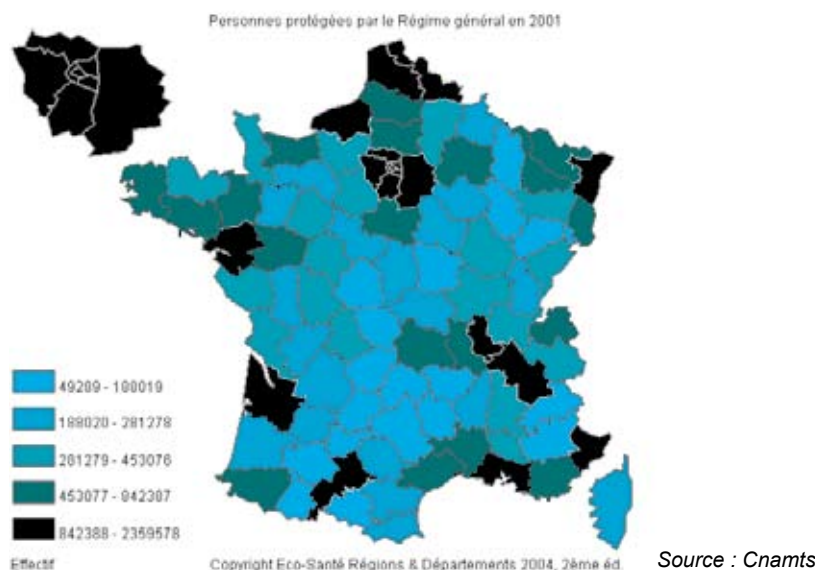 Personnes protégées par le Régime général en 2001
49289 - 188019
188020 - 281278
281279 - 453076
453077 - 842387
842388 - 2359578
Effectif
Copyright Eco-Santé Régions & Départements 2004, 2ème éd.
Source : Cnamts